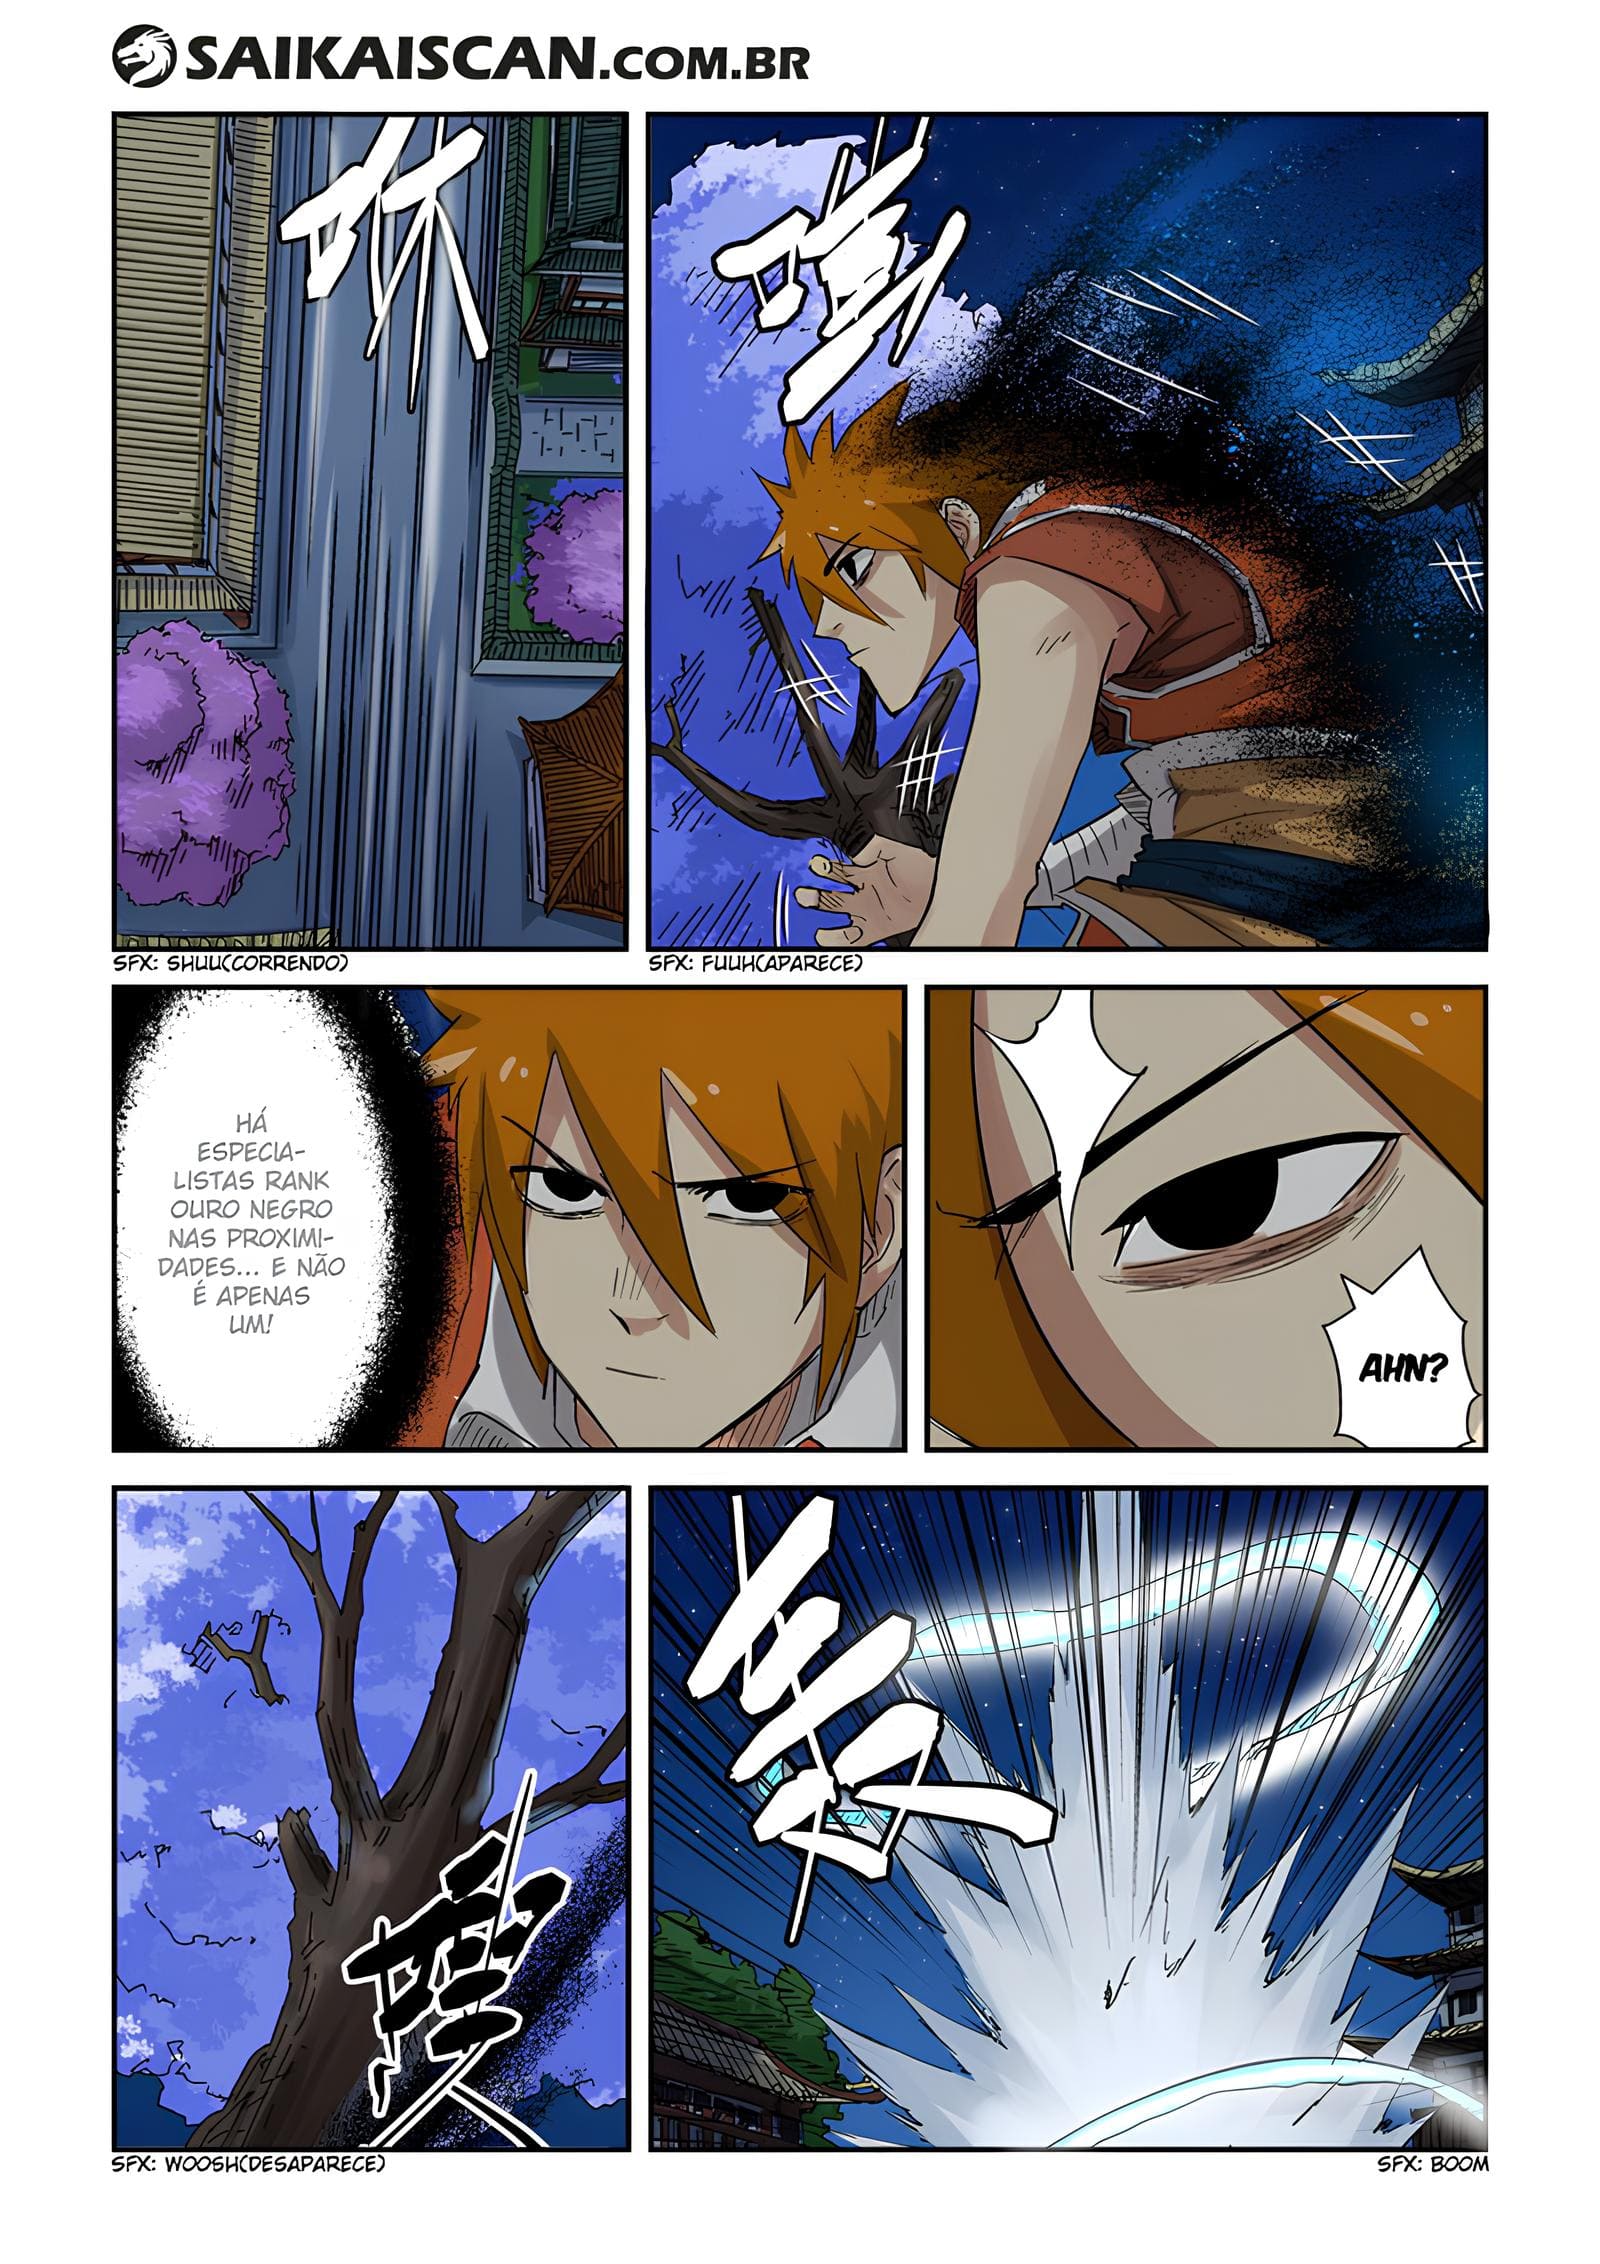 SAIKAISCAN.COM.BR
咻
SFX: SHUU(CORRENDO)
SFX: FUUH(APARECE)
HÁ
ESPECIA-
LISTAS RANK
OURO NEGRO
NAS PROXIMI-
DADES... E NÃO
É APENAS
UM!
AHN?
SFX: WOOSH(DESAPARECE)
SFX: BOOM